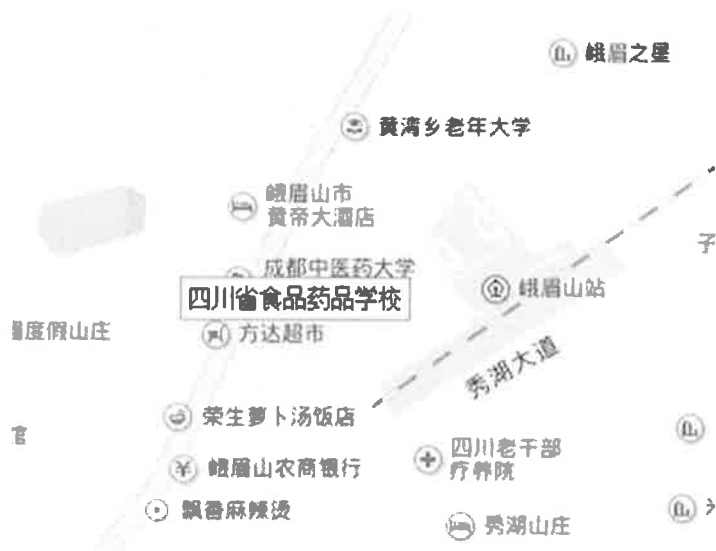 峨眉之星
黄湾乡老年大学
峨眉山市
黄帝大酒店
子
成都中医药大学
四川省食品药品学校
峨眉山站
度假山庄
方达超市
秀湖大道
荣生萝卜汤饭店
四川老干部
疗养院
峨眉山农商银行
飘香麻辣烫
秀湖山庄